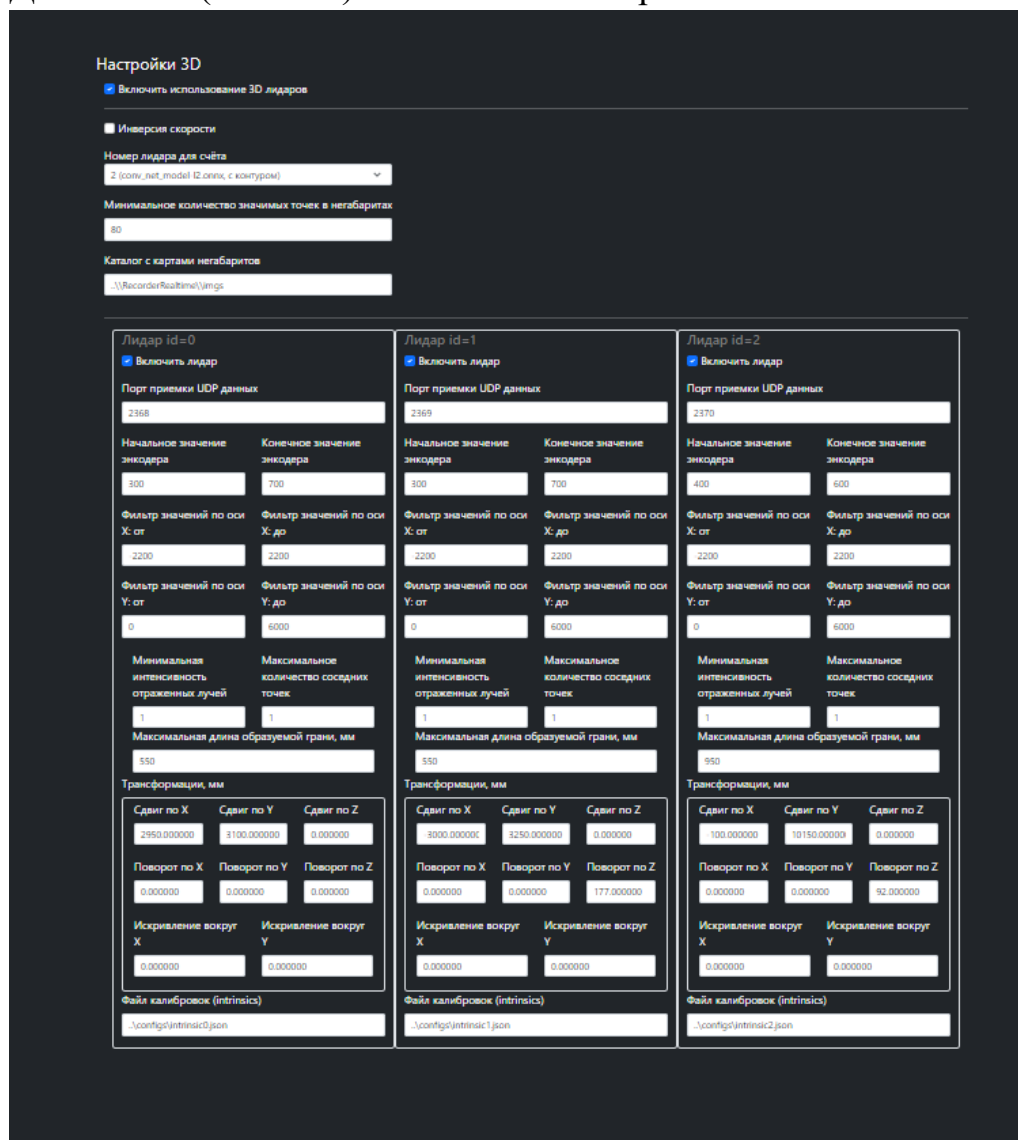 Настройки 3D
Включить использование 3D лидаров
Инверсия скорости
Номер лидара для счёта
2 (conv_net_model-l2.onnx, с контуром)
Минимальное количество значимых точек в негабаритах
80
Каталог с картами негабаритов
..\\RecorderRealtime\\imgs
Лидар id=0 Лидар id=1 Лидар id=2
Включить лидар Включить лидар Включить лидар
Порт приемки UDP данных Порт приемки UDP данных Порт приемки UDP данных
2368 2369 2370
Начальное значение Конечное значение Начальное значение Конечное значение Начальное значение Конечное значение
энкодера энкодера энкодера энкодера энкодера энкодера
300 700 300 700 400 600
Фильтр значений по оси Фильтр значений по оси Фильтр значений по оси Фильтр значений по оси Фильтр значений по оси Фильтр значений по оси
X: от X: до X: от X: до X: от X: до
-2200 2200 -2200 2200 -2200 2200
Фильтр значений по оси Фильтр значений по оси Фильтр значений по оси Фильтр значений по оси Фильтр значений по оси Фильтр значений по оси
Y: от Y: до Y: от Y: до Y: от Y: до
0 6000 0 6000 0 6000
Минимальная Максимальное Минимальная Максимальное Минимальная Максимальное
интенсивность количество соседних интенсивность количество соседних интенсивность количество соседних
отраженных лучей точек отраженных лучей точек отраженных лучей точек
1 1 1 1 1 1
Максимальная длина образуемой грани, мм Максимальная длина образуемой грани, мм Максимальная длина образуемой грани, мм
550 550 950
Трансформации, мм Трансформации, мм Трансформации, мм
Сдвиг по X Сдвиг по Y Сдвиг по Z Сдвиг по X Сдвиг по Y Сдвиг по Z Сдвиг по X Сдвиг по Y Сдвиг по Z
2950.000000 3100.000000 0.000000 -3000.00000 3250.000000 0.000000 -100.000000 10150.00000 0.000000
Поворот по X Поворот по Y Поворот по Z Поворот по X Поворот по Y Поворот по Z Поворот по X Поворот по Y Поворот по Z
0.000000 0.000000 0.000000 0.000000 0.000000 177.000000 0.000000 0.000000 92.000000
Искривление вокруг Искривление вокруг Искривление вокруг Искривление вокруг Искривление вокруг Искривление вокруг
X Y X Y X Y
0.000000 0.000000 0.000000 0.000000 0.000000 0.000000
Файл калибровок (intrinsics) Файл калибровок (intrinsics) Файл калибровок (intrinsics)
..\configs\intrinsic0.json ..\configs\intrinsic1.json ..\configs\intrinsic2.json